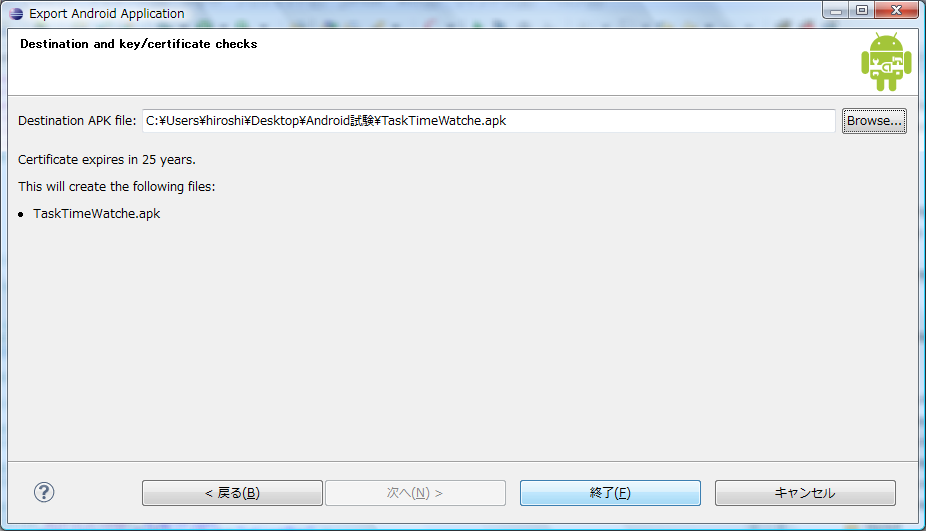 Export Android Application
Destination and key/certificate checks
Destination APK file: C:¥Users¥hiroshi¥Desktop¥Android試験¥TaskTimeWatche.apk Browse...
Certificate expires in 25 years.
This will create the following files:
• TaskTimeWatche.apk
< 戻る(B) 次へ(N) > 終了(F) キャンセル